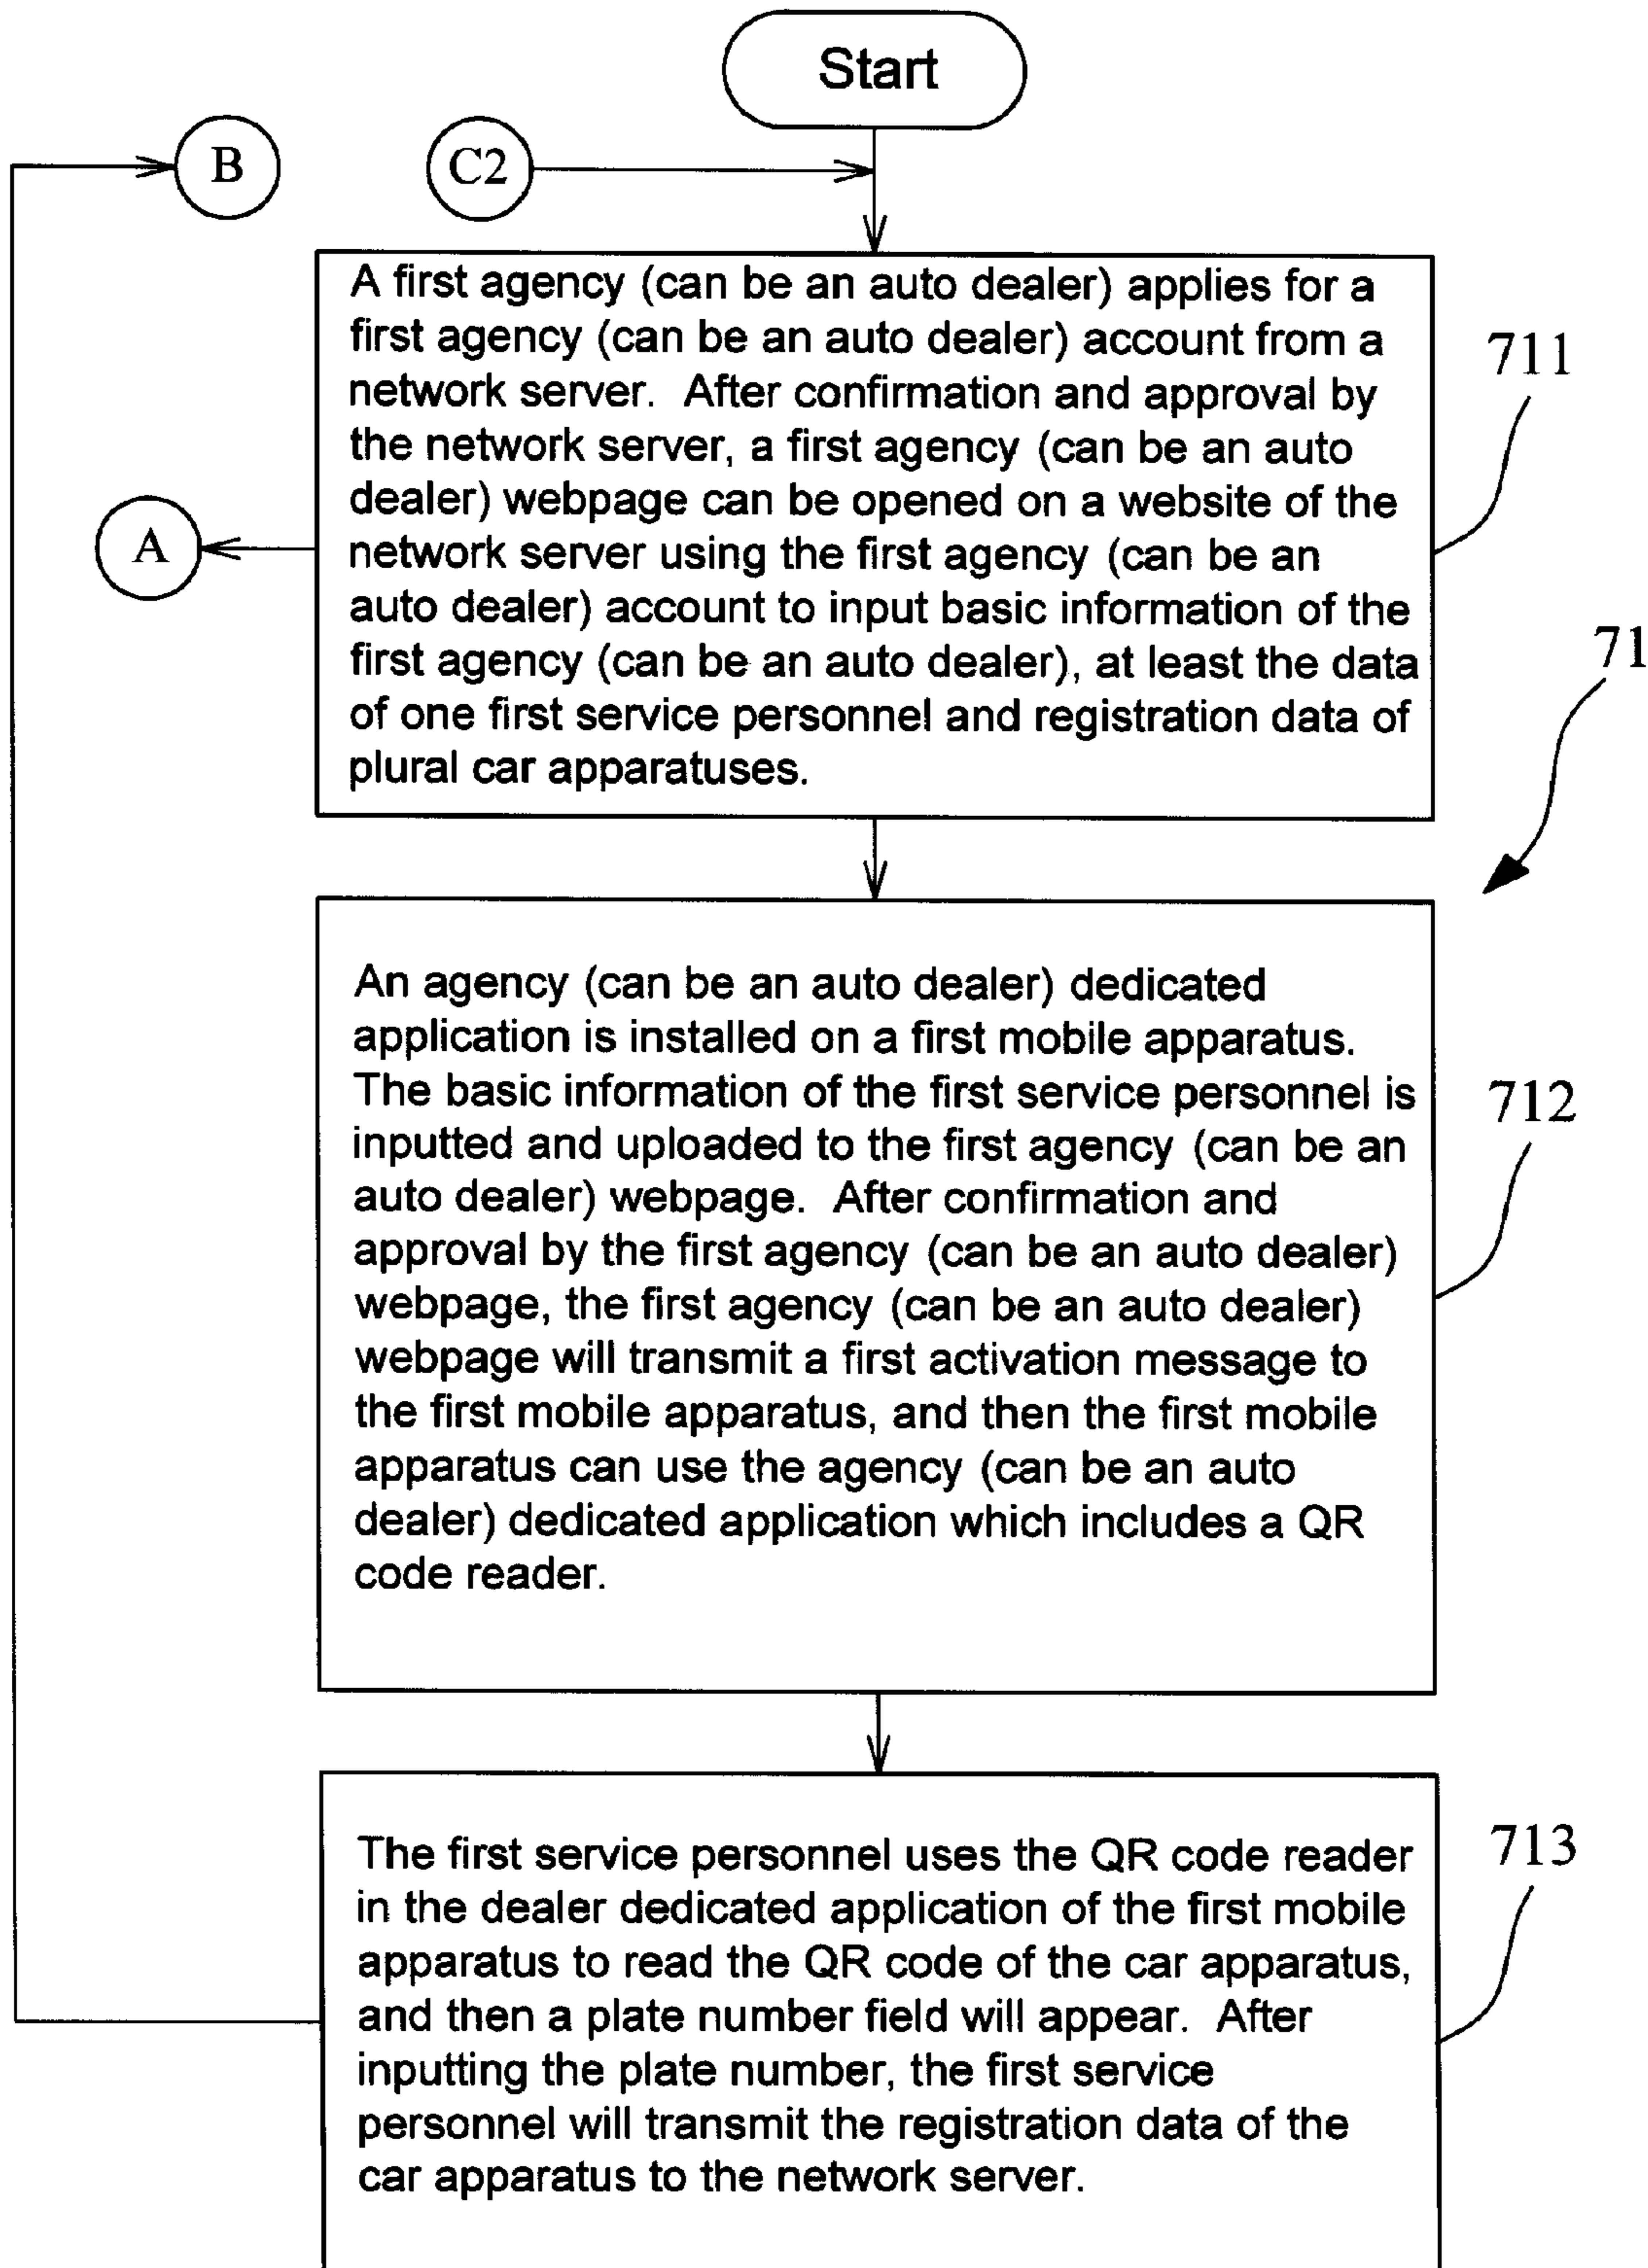 Start
B
C2
A first agency (can be an auto dealer) applies for a
first agency (can be an auto dealer) account from a
network server.  After confirmation and approval by
the network server, a first agency (can be an auto
dealer) webpage can be opened on a website of the
network server using the first agency (can be an
auto dealer) account to input basic information of the
first agency (can be an auto dealer), at least the data
of one first service personnel and registration data of
plural car apparatuses.
711
A
71
An agency (can be an auto dealer) dedicated
application is installed on a first mobile apparatus.
The basic information of the first service personnel is
inputted and uploaded to the first agency (can be an
auto dealer) webpage.  After confirmation and
approval by the first agency (can be an auto dealer)
webpage, the first agency (can be an auto dealer)
webpage will transmit a first activation message to
the first mobile apparatus, and then the first mobile
apparatus can use the agency (can be an auto
dealer) dedicated application which includes a QR
code reader.
712
The first service personnel uses the QR code reader
in the dealer dedicated application of the first mobile
apparatus to read the QR code of the car apparatus,
and then a plate number field will appear.  After
inputting the plate number, the first service
personnel will transmit the registration data of the
car apparatus to the network server.
713